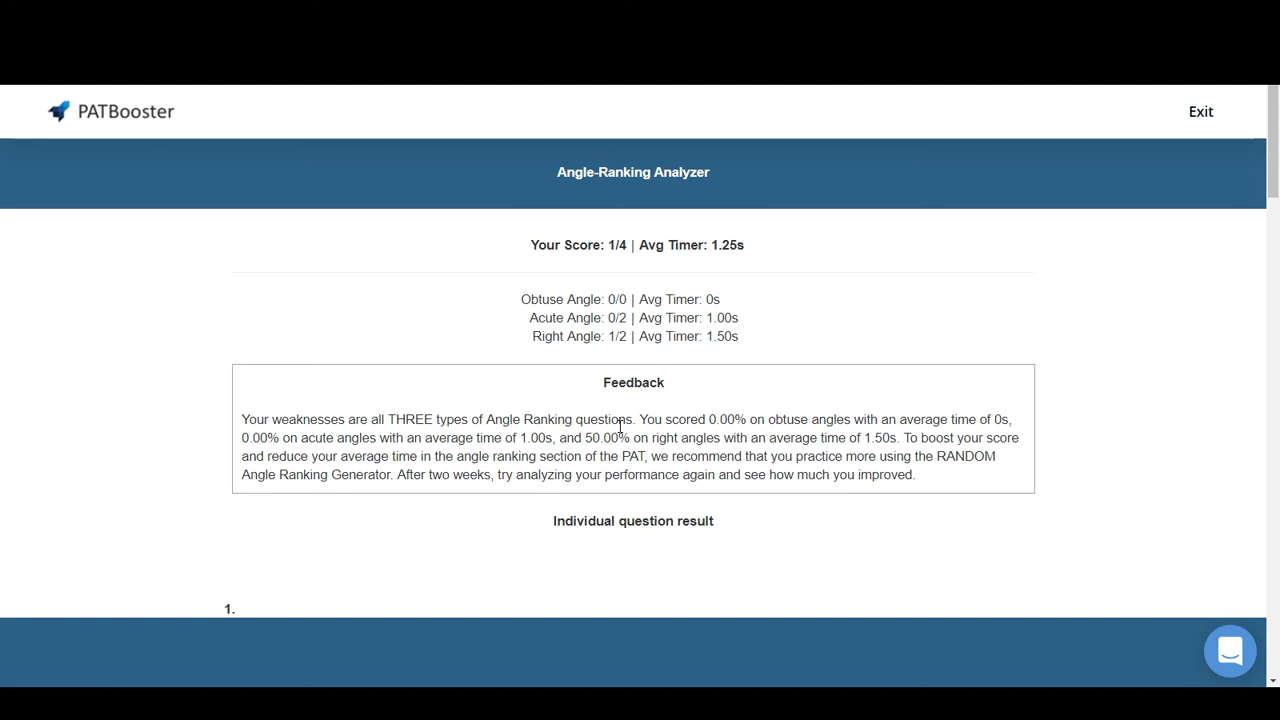 PATBooster
Exit
Angle-Ranking Analyzer
Your Score: 1/4 | Avg Timer: 1.25s
Obtuse Angle: 0/0 | Avg Timer: 0s
Acute Angle: 0/2 | Avg Timer: 1.00s
Right Angle: 1/2 | Avg Timer: 1.50s
Feedback
Your weaknesses are all THREE types of Angle Ranking questions. You scored 0.00% on obtuse angles with an average time of 0s,
0.00% on acute angles with an average time of 1.00s, and 50.00% on right angles with an average time of 1.50s. To boost your score
and reduce your average time in the angle ranking section of the PAT, we recommend that you practice more using the RANDOM
Angle Ranking Generator. After two weeks, try analyzing your performance again and see how much you improved.
Individual question result
1.